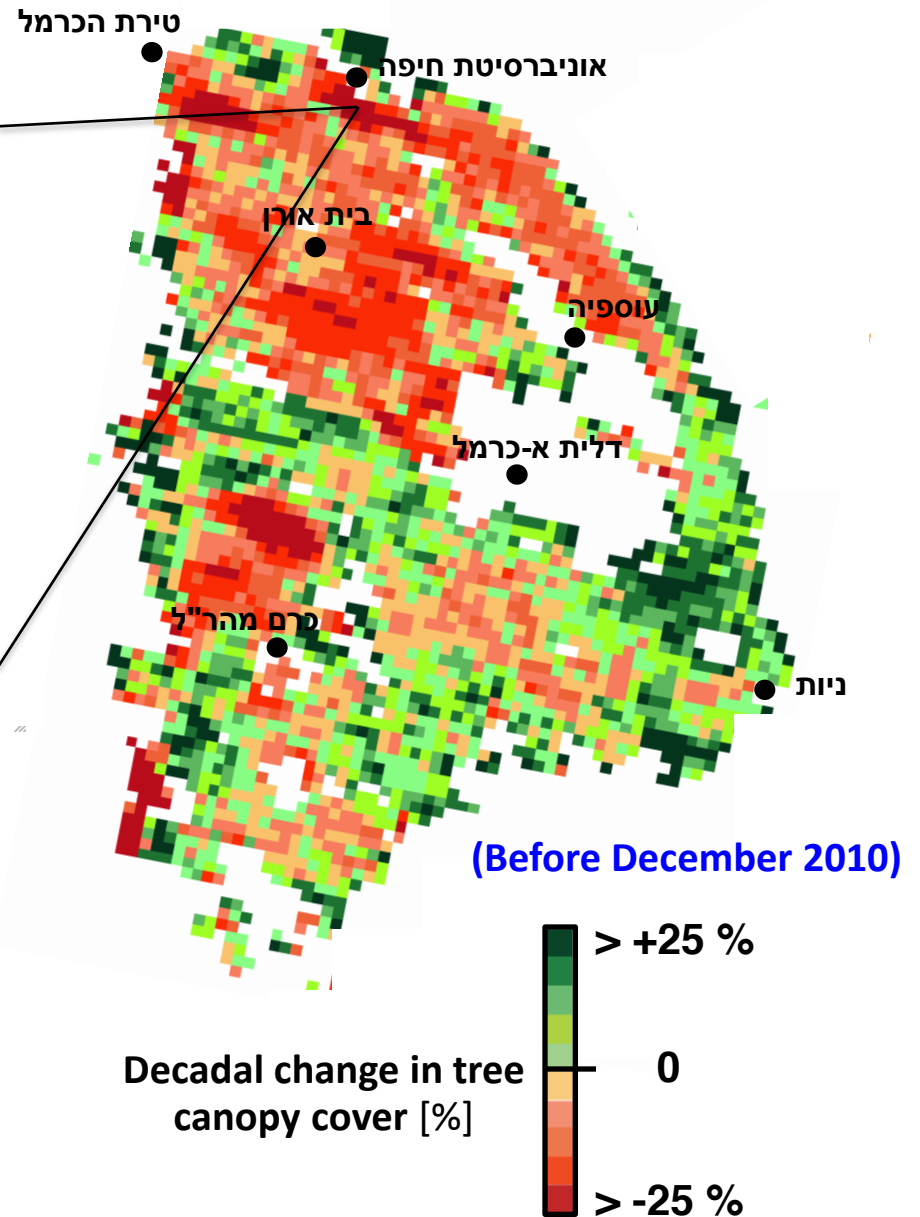 טירת הכרמל
אוניברסיטת חיפה
בית אורן
עוספיה
דלית א-כרמל
כרם מהר"ל
ניות
(Before December 2010)
> +25 %
0
Decadal change in tree
canopy cover [%]
> -25 %